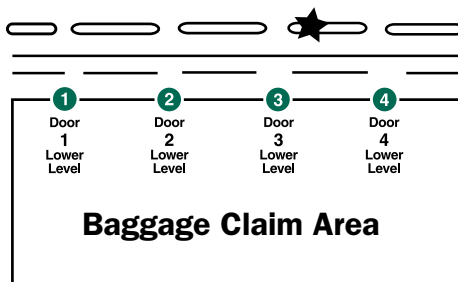 1 2 3 4
Door Door Door Door
1 2 3 4
Lower Lower Lower Lower
Level Level Level Level
Baggage Claim Area